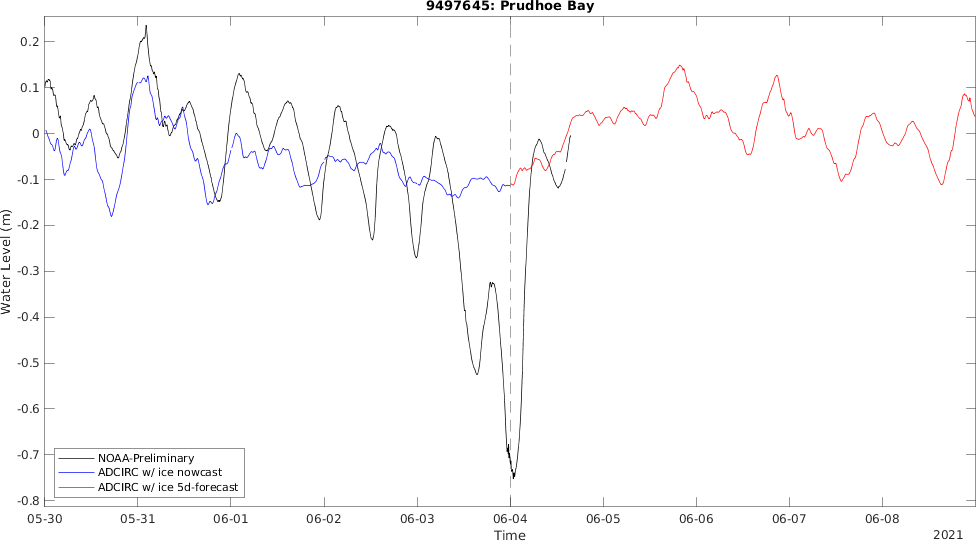 9497645: Prudhoe Bay
0.2
0.1
0
-0.1
-0.2
-0.3
-0.4
-0.5
-0.6
-0.7
-0.8
Water Level (m)
NOAA-Preliminary
ADCIRC w/ ice nowcast
ADCIRC w/ ice 5d-forecast
05-30 05-31 06-01 06-02 06-03 06-04 06-05 06-06 06-07 06-08
Time
2021